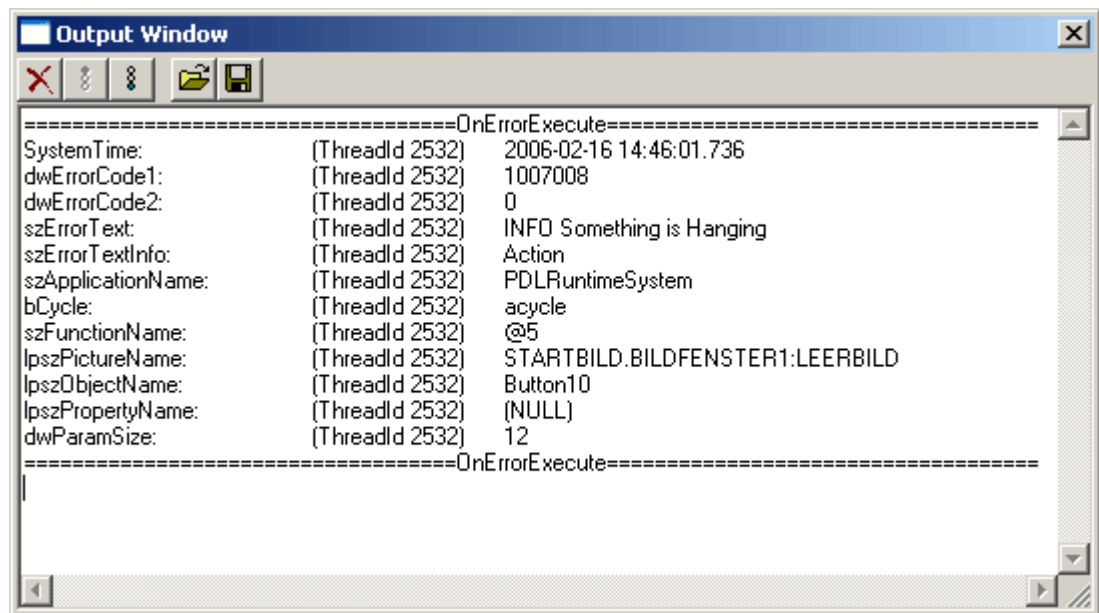 Output Window
===================================OnErrorExecute===================================
SystemTime: (ThreadId 2532) 2006-02-16 14:46:01.736
dwErrorCode1: (ThreadId 2532) 1007008
dwErrorCode2: (ThreadId 2532) 0
szErrorText: (ThreadId 2532) INFO Something is Hanging
szErrorTextInfo: (ThreadId 2532) Action
szApplicationName: (ThreadId 2532) PDLRuntimeSystem
bCycle: (ThreadId 2532) acycle
szFunctionName: (ThreadId 2532) @5
lpszPictureName: (ThreadId 2532) STARTBILD.BILDFENSTER1:LEERBILD
lpszObjectName: (ThreadId 2532) Button10
lpszPropertyName: (ThreadId 2532) (NULL)
dwParamSize: (ThreadId 2532) 12
===================================OnErrorExecute===================================